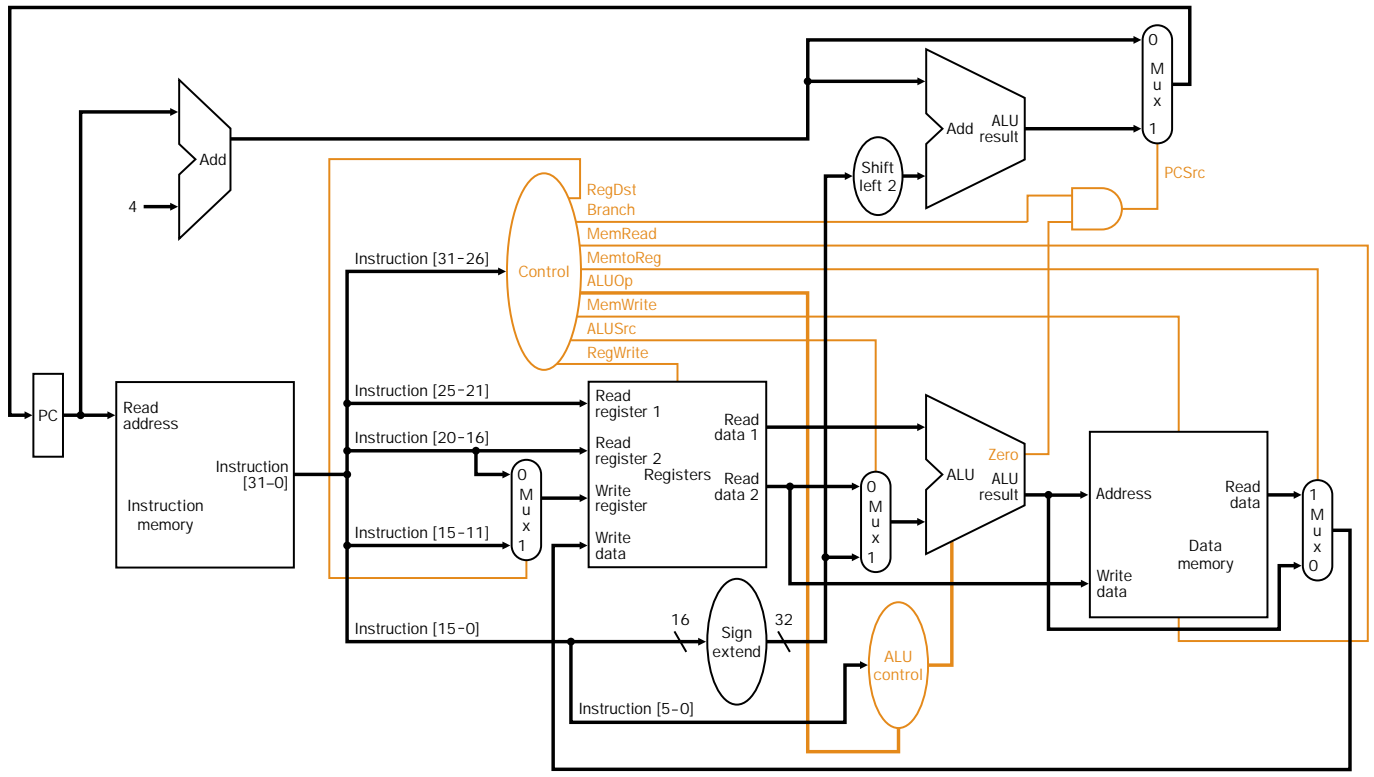 0
M
u
x
1
Add
ALU
result
Add
4
Shift
left 2
PCSrc
RegDst
Branch
MemRead
MemtoReg
ALUOp
MemWrite
ALUSrc
RegWrite
Control
Instruction [31–26]
Instruction [25–21]
Instruction [20–16]
Instruction [15–11]
Instruction [15–0]
Instruction [5–0]
PC
Read
address
Instruction
[31–0]
Instruction
memory
0
M
u
x
1
Read
register 1
Read
register 2
Write
register
Write
data
Registers
Read
data 1
Read
data 2
0
M
u
x
1
Zero
ALU
ALU
result
Address
Read
data
Data
memory
Write
data
1
M
u
x
0
16
Sign
extend
32
ALU
control